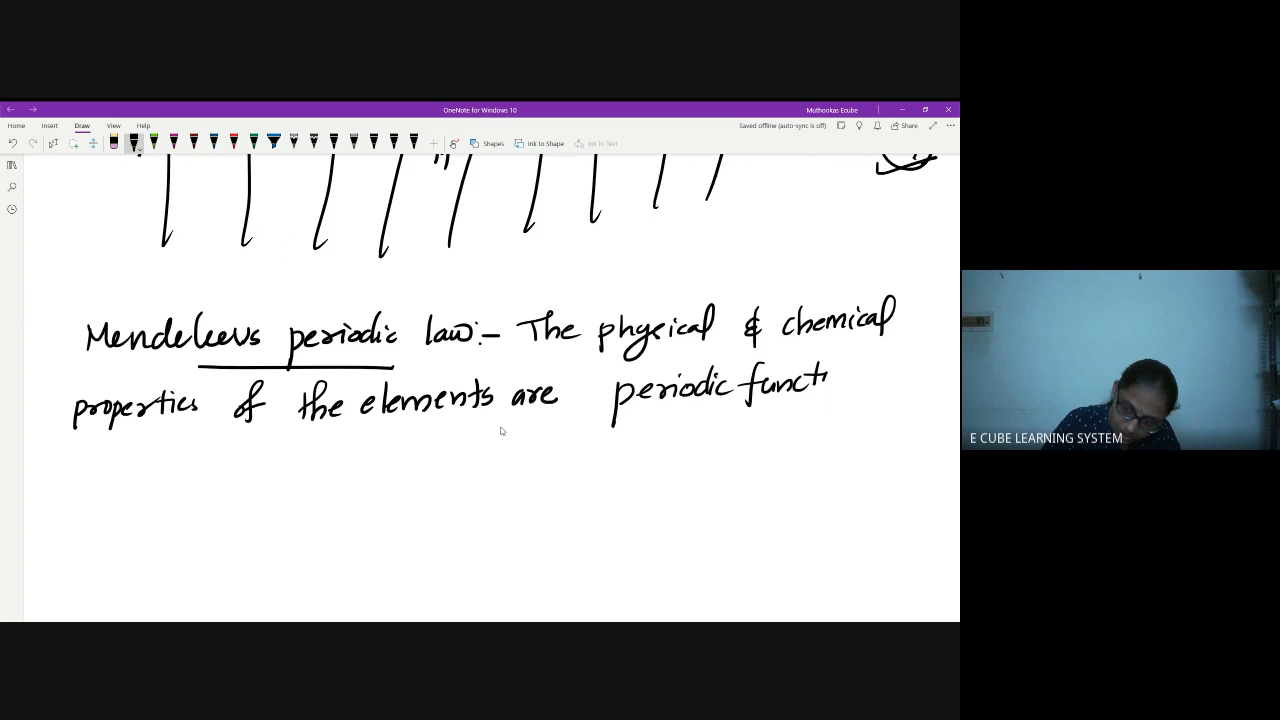 OneNote for Windows 10
Muthookas Ecube
Home Insert Draw View Help
Saved offline (auto-sync is off)
Share
Shapes
Ink to Shape
Ink to Text
Mendeleevs periodic law:- The physical & chemical
properties of the elements are periodic funct
E CUBE LEARNING SYSTEM